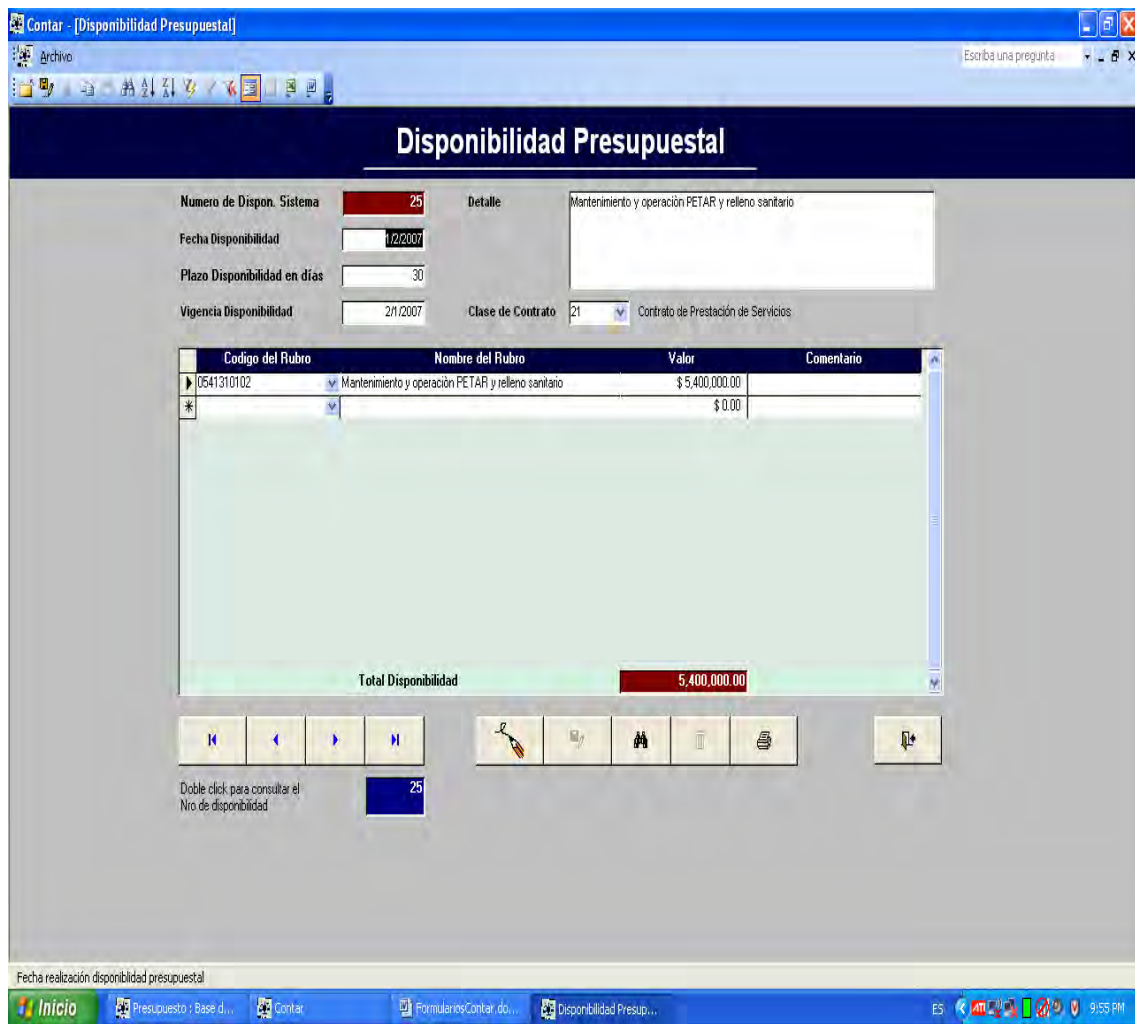 Contar - [Disponibilidad Presupuestal]
Archivo
Escriba una pregunta
Disponibilidad Presupuestal
Numero de Dispon. Sistema 25 Detalle Mantenimiento y operaciòn PETAR y relleno sanitario
Fecha Disponibilidad 1/2/2007
Plazo Disponibilidad en días 30
Vigencia Disponibilidad 2/1/2007 Clase de Contrato 21 Contrato de Prestación de Servicios
Codigo del Rubro Nombre del Rubro Valor Comentario
0541310102 Mantenimiento y operaciòn PETAR y relleno sanitario $ 5,400,000.00
$ 0.00
Total Disponibilidad 5,400,000.00
Doble click para consultar el
Nro de disponibilidad
25
Fecha realización disponiblidad presupuestal
Inicio Presupuesto : Base d... Contar FormulariosContar.do... Disponibilidad Presup... ES ATI 9:55 PM